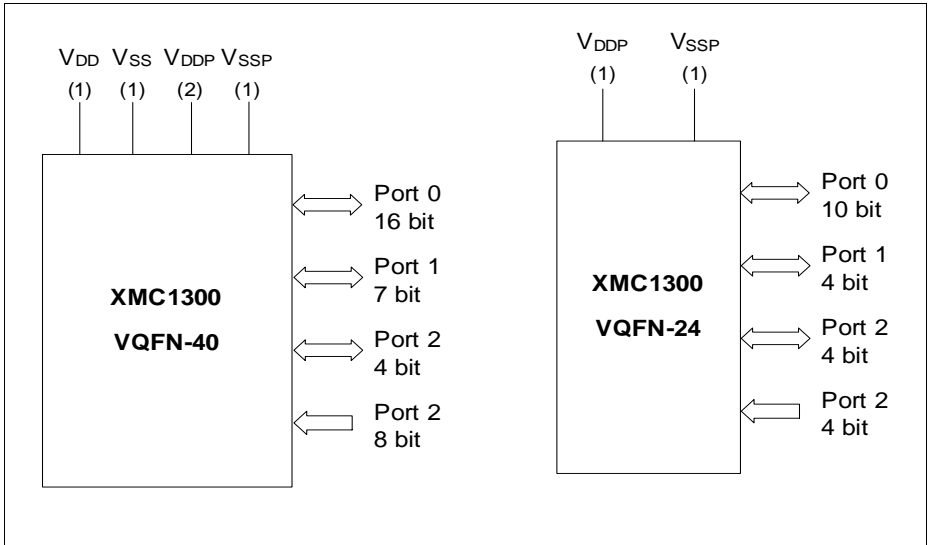 VDD VSS VDDP VSSP
(1) (1) (2) (1)
XMC1300
VQFN-40
Port 0
16 bit
Port 1
7 bit
Port 2
4 bit
Port 2
8 bit
VDDP VSSP
(1) (1)
XMC1300
VQFN-24
Port 0
10 bit
Port 1
4 bit
Port 2
4 bit
Port 2
4 bit